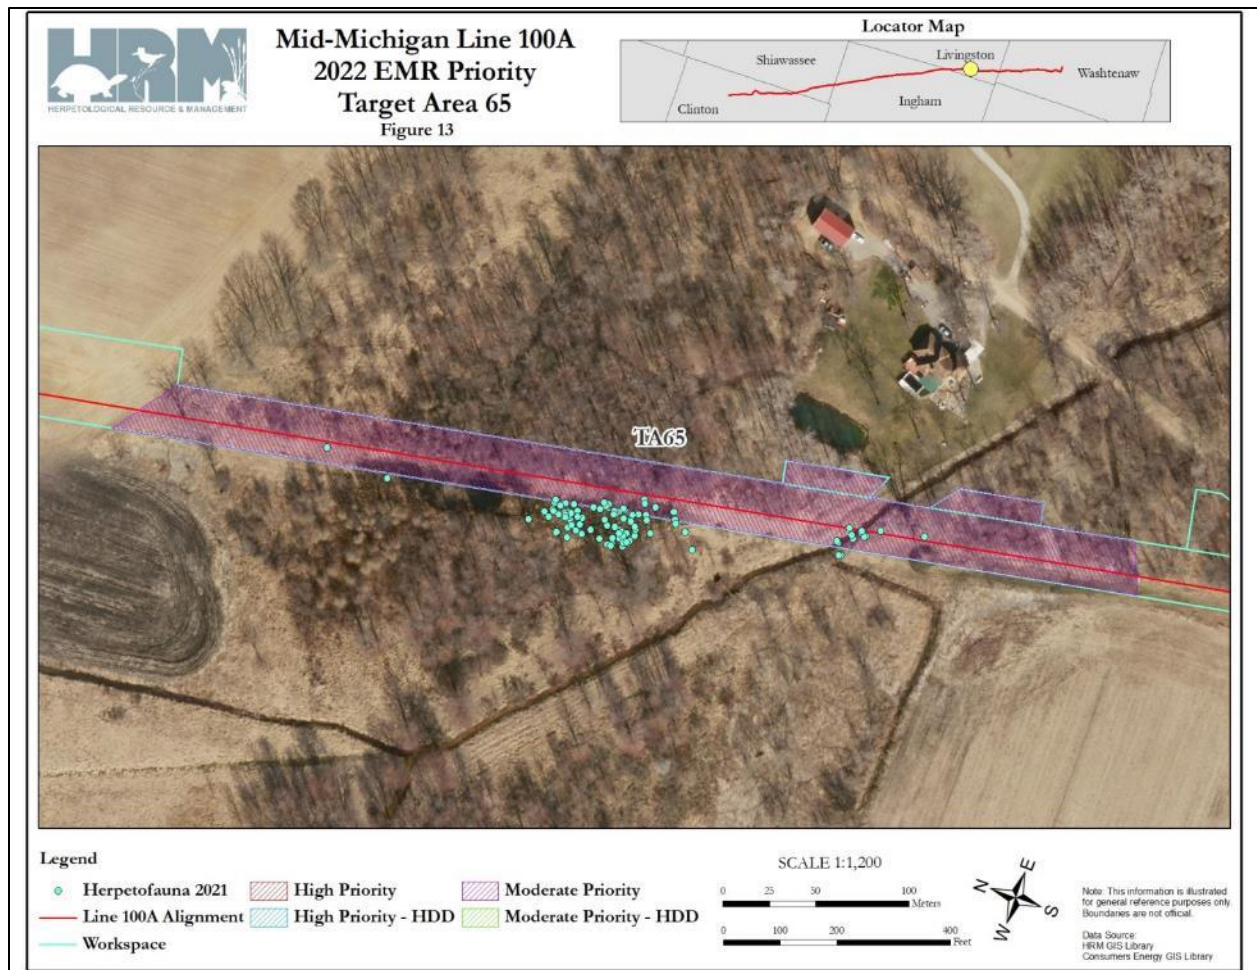 HRM
HERPETOLOGICAL RESOURCE & MANAGEMENT
Mid-Michigan Line 100A
2022 EMR Priority
Target Area 65
Figure 13
Locator Map
Shiawassee
Livingston
Washtenaw
Clinton
Ingham
TA65
Legend
Herpetofauna 2021
High Priority
Moderate Priority
Line 100A Alignment
High Priority - HDD
Moderate Priority - HDD
Workspace
SCALE 1:1,200
0 25 50 100
Meters
0 100 200 400
Feet
N
E
S
W
Note: This information is illustrated
for general reference purposes only.
Boundaries are not official.
Data Source:
HRM GIS Library
Consumers Energy GIS Library